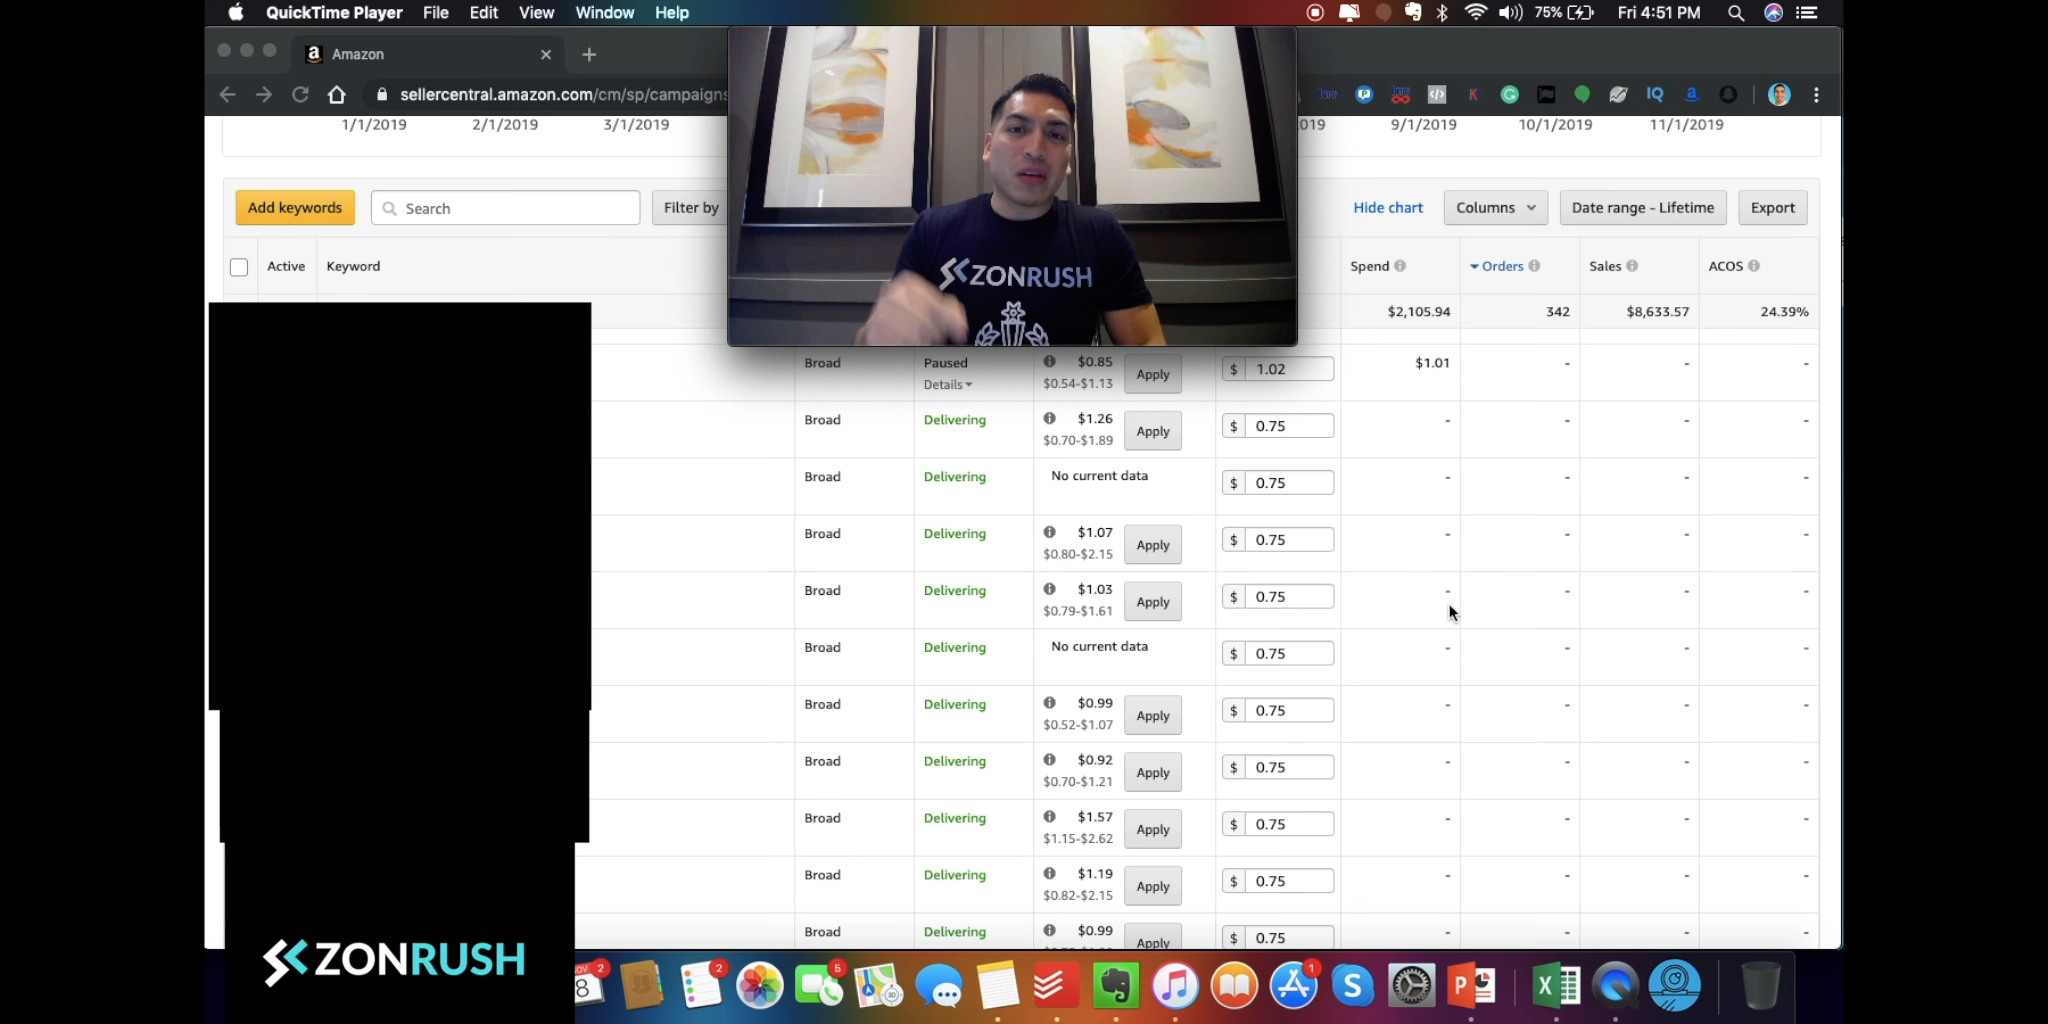 QuickTime Player File Edit View Window Help 75% Fri 4:51 PM
Amazon
sellercentral.amazon.com/cm/sp/campaigns
1/1/2019 2/1/2019 3/1/2019 019 9/1/2019 10/1/2019 11/1/2019
Add keywords Search Filter by Hide chart Columns Date range - Lifetime Export
Active Keyword Spend Orders Sales ACOS
$2,105.94 342 $8,633.57 24.39%
ZONRUSH
Broad Paused $0.85 Apply $ 1.02 $1.01 - - -
Details $0.54-$1.13
Broad Delivering $1.26 Apply $ 0.75 - - - -
$0.70-$1.89
Broad Delivering No current data $ 0.75 - - - -
Broad Delivering $1.07 Apply $ 0.75 - - - -
$0.80-$2.15
Broad Delivering $1.03 Apply $ 0.75 - - - -
$0.79-$1.61
Broad Delivering No current data $ 0.75 - - - -
Broad Delivering $0.99 Apply $ 0.75 - - - -
$0.52-$1.07
Broad Delivering $0.92 Apply $ 0.75 - - - -
$0.70-$1.21
Broad Delivering $1.57 Apply $ 0.75 - - - -
$1.15-$2.62
Broad Delivering $1.19 Apply $ 0.75 - - - -
$0.82-$2.15
Broad Delivering $0.99 Apply $ 0.75 - - - -
ZONRUSH